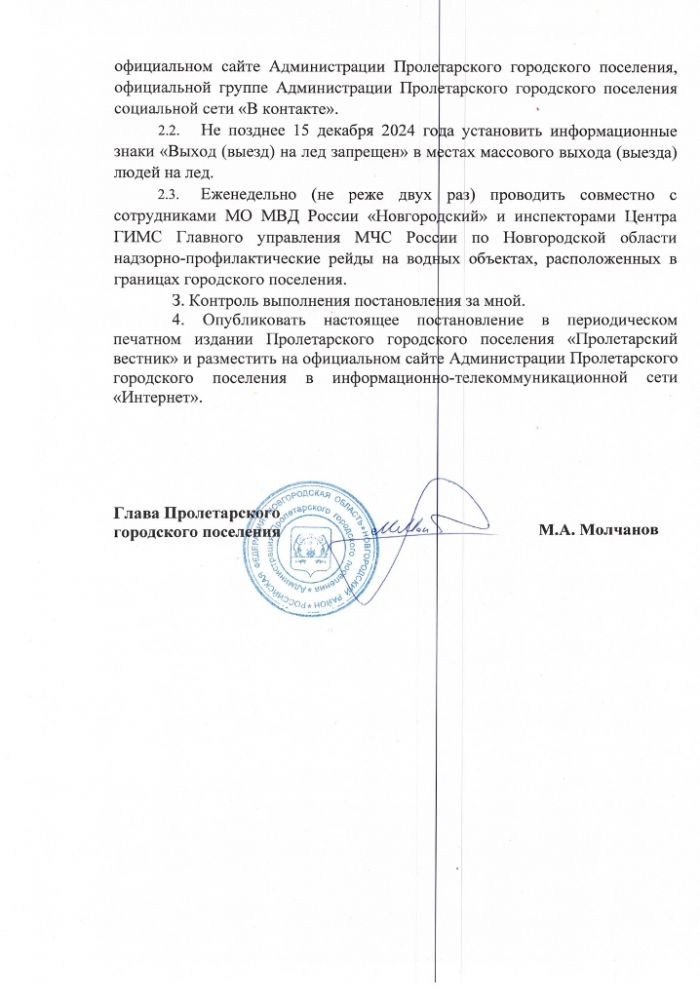 официальном сайте Администрации Пролетарского городского поселения,
официальной группе Администрации Пролетарского городского поселения
социальной сети «В контакте».
2.2. Не позднее 15 декабря 2024 года установить информационные
знаки «Выход (выезд) на лед запрещен» в местах массового выхода (выезда)
людей на лед.
2.3. Еженедельно (не реже двух раз) проводить совместно с
сотрудниками МО МВД России «Новгородский» и инспекторами Центра
ГИМС Главного управления МЧС России по Новгородской области
надзорно-профилактические рейды на водных объектах, расположенных в
границах городского поселения.
3. Контроль выполнения постановления за мной.
4. Опубликовать настоящее постановление в периодическом
печатном издании Пролетарского городского поселения «Пролетарский
вестник» и разместить на официальном сайте Администрации Пролетарского
городского поселения в информационно-телекоммуникационной сети
«Интернет».
Глава Пролетарского
городского поселения
М.А. Молчанов
РОССИЙСКАЯ ФЕДЕРАЦИЯ НОВГОРОДСКАЯ ОБЛАСТЬ НОВГОРОДСКИЙ РАЙОН
Администрация Пролетарского городского поселения